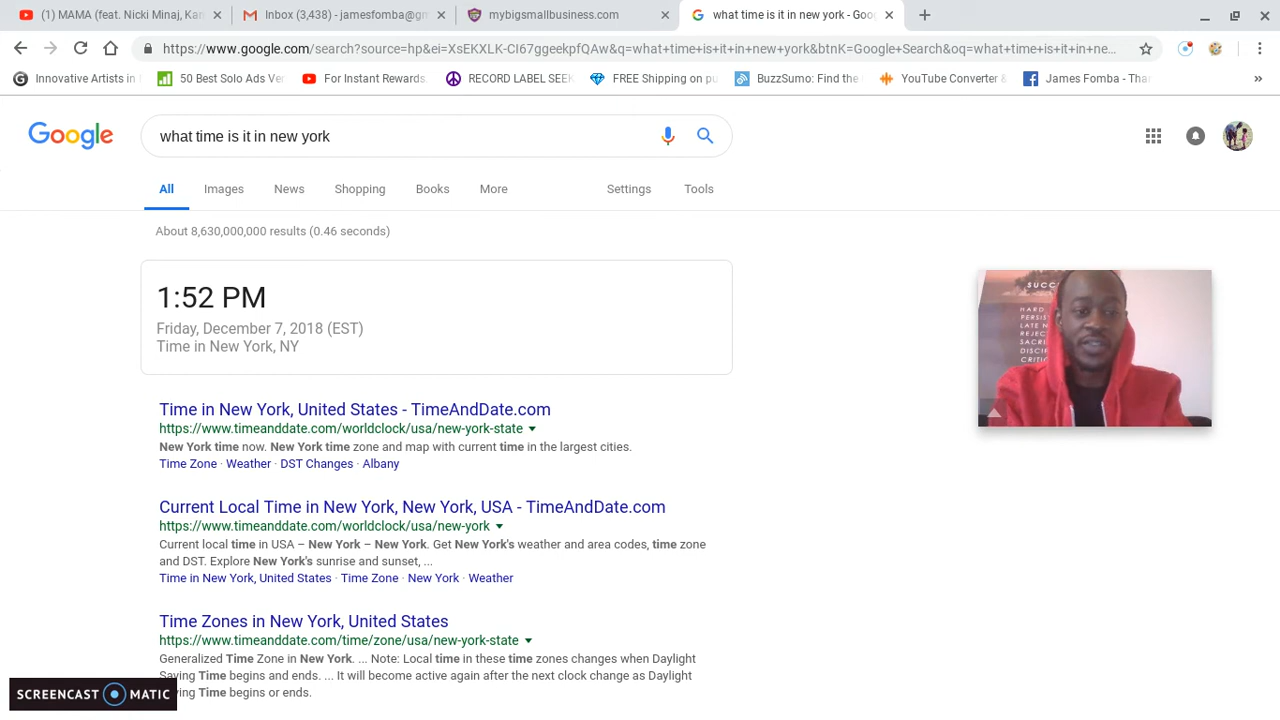 (1) MAMA (feat. Nicki Minaj, Kan
Inbox (3,438) - jamesfomba@gm
mybigsmallbusiness.com
what time is it in new york - Goog
https://www.google.com/search?source=hp&ei=XsEKXLK-CI67ggeekpfQAw&q=what+time+is+it+in+new+york&btnK=Google+Search&oq=what+time+is+it+in+ne...
Innovative Artists in
50 Best Solo Ads Ve
For Instant Rewards,
RECORD LABEL SEEK
FREE Shipping on pu
BuzzSumo: Find the
YouTube Converter &
James Fomba - Tha
»
Google
what time is it in new york
All Images News Shopping Books More Settings Tools
About 8,630,000,000 results (0.46 seconds)
1:52 PM
Friday, December 7, 2018 (EST)
Time in New York, NY
SUCC
HARD
PERSIS
LATE N
REJEC
SACRI
DISCIP
CRITIC
Time in New York, United States - TimeAndDate.com
https://www.timeanddate.com/worldclock/usa/new-york-state
New York time now. New York time zone and map with current time in the largest cities.
Time Zone · Weather · DST Changes · Albany
Current Local Time in New York, New York, USA - TimeAndDate.com
https://www.timeanddate.com/worldclock/usa/new-york
Current local time in USA – New York – New York. Get New York's weather and area codes, time zone
and DST. Explore New York's sunrise and sunset, ...
Time in New York, United States · Time Zone · New York · Weather
Time Zones in New York, United States
https://www.timeanddate.com/time/zone/usa/new-york-state
Generalized Time Zone in New York. ... Note: Local time in these time zones changes when Daylight
Saving Time begins and ends. ... It will become active again after the next clock change as Daylight
ving Time begins or ends.
SCREENCAST MATIC